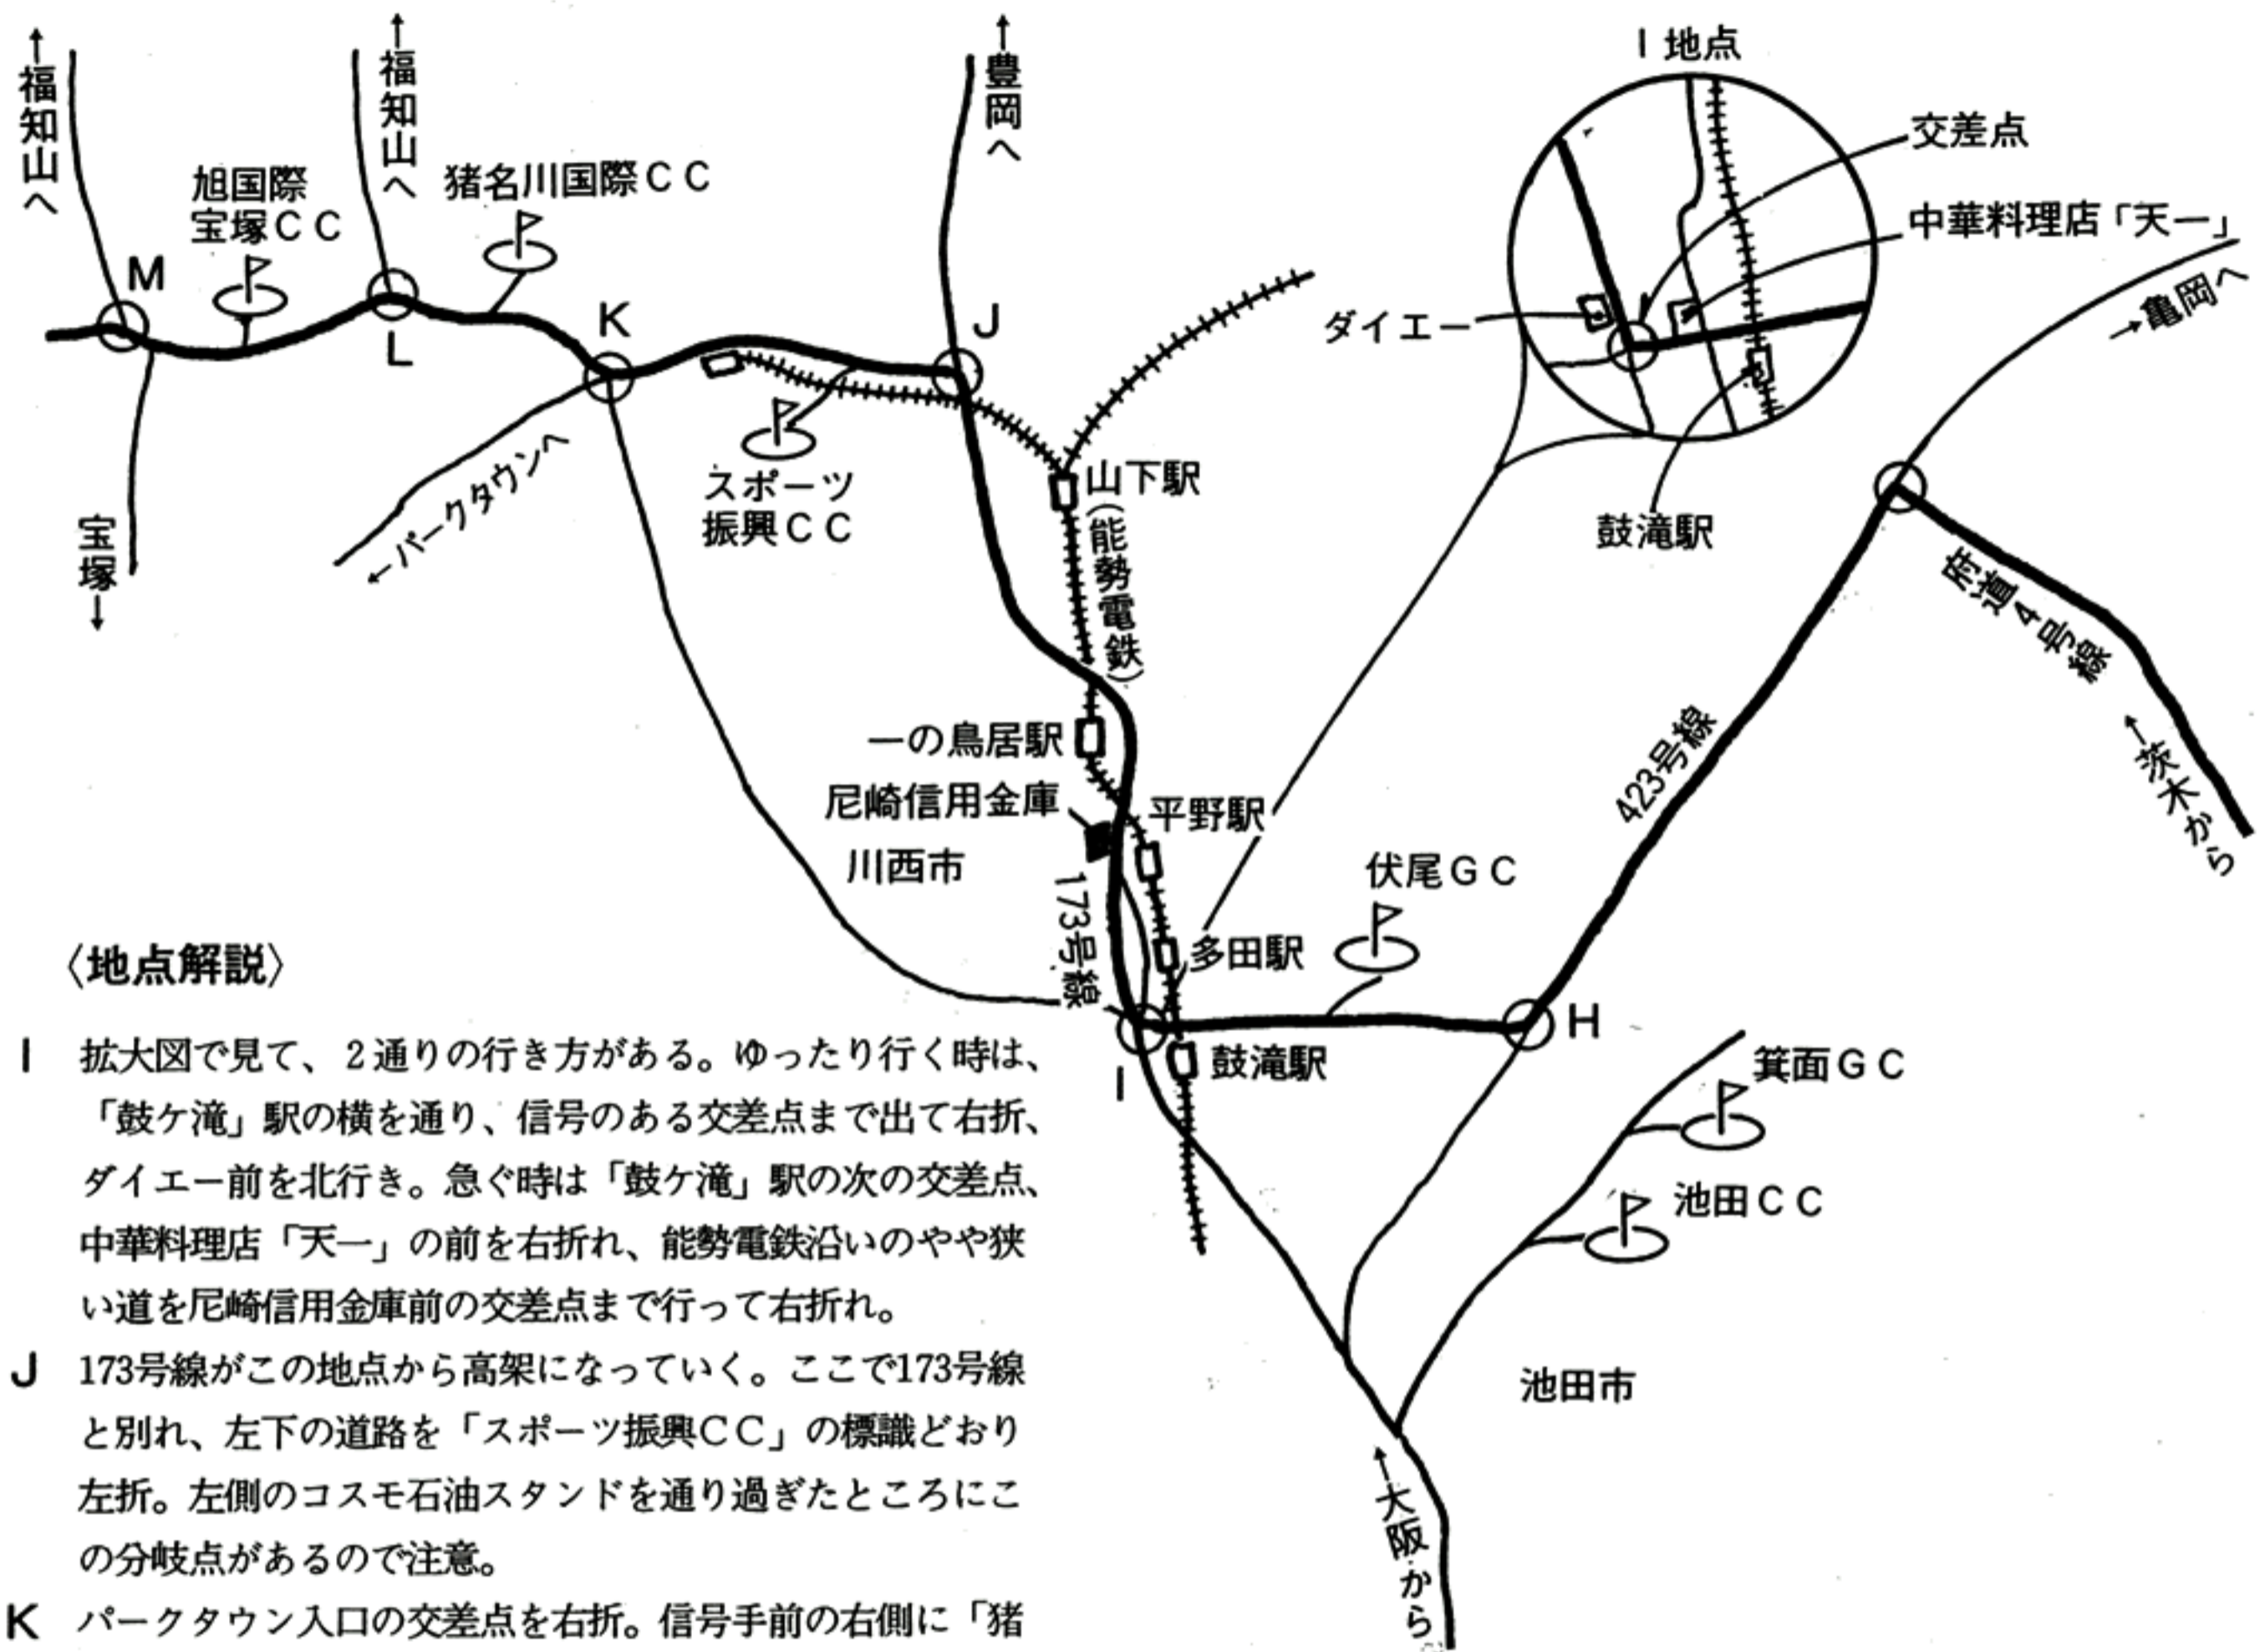 ↑福知山へ
↑福知山へ
↑豊岡へ
I地点
交差点
旭国際
宝塚CC
猪名川国際CC
中華料理店「天一」
M
L
K
J
ダイエー
→亀岡へ
←パークタウンへ
スポーツ
振興CC
山下駅
(能勢電鉄)
鼓滝駅
宝塚↓
府道4号線
一の鳥居駅
423号線
↑茨木から
尼崎信用金庫
平野駅
川西市
173号線
伏尾GC
多田駅
H
I
鼓滝駅
箕面GC
池田CC
池田市
↑大阪から
〈地点解説〉
I 拡大図で見て、2通りの行き方がある。ゆったり行く時は、
「鼓ケ滝」駅の横を通り、信号のある交差点まで出て右折、
ダイエー前を北行き。急ぐ時は「鼓ケ滝」駅の次の交差点、
中華料理店「天一」の前を右折れ、能勢電鉄沿いのやや狭
い道を尼崎信用金庫前の交差点まで行って右折れ。
J 173号線がこの地点から高架になっていく。ここで173号線
と別れ、左下の道路を「スポーツ振興CC」の標識どおり
左折。左側のコスモ石油スタンドを通り過ぎたところにこ
の分岐点があるので注意。
K パークタウン入口の交差点を右折。信号手前の右側に「猪